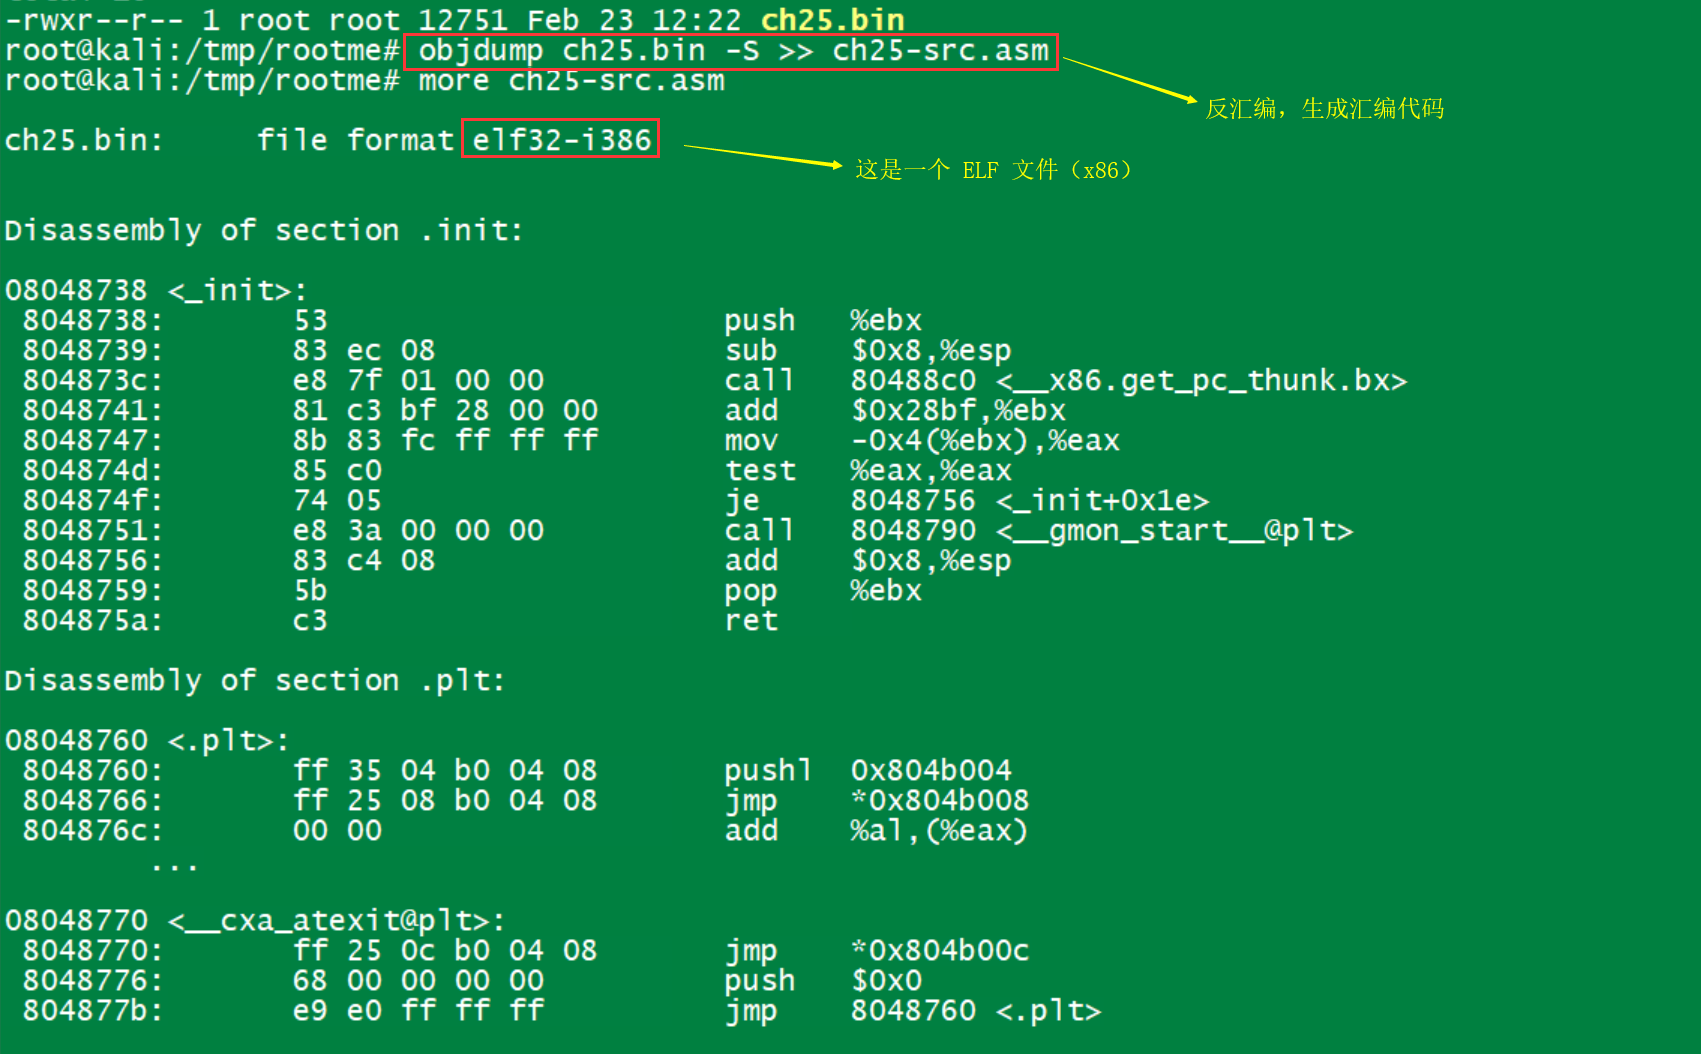 -rwxr--r-- 1 root root 12751 Feb 23 12:22 ch25.bin
root@kali:/tmp/rootme# objdump ch25.bin -S >> ch25-src.asm
root@kali:/tmp/rootme# more ch25-src.asm
反汇编，生成汇编代码
ch25.bin:     file format elf32-i386
这是一个 ELF 文件（x86）
Disassembly of section .init:
08048738 <_init>:
8048738: 53 push %ebx
8048739: 83 ec 08 sub $0x8,%esp
804873c: e8 7f 01 00 00 call 80488c0 <__x86.get_pc_thunk.bx>
8048741: 81 c3 bf 28 00 00 add $0x28bf,%ebx
8048747: 8b 83 fc ff ff ff mov -0x4(%ebx),%eax
804874d: 85 c0 test %eax,%eax
804874f: 74 05 je 8048756 <_init+0x1e>
8048751: e8 3a 00 00 00 call 8048790 <__gmon_start__@plt>
8048756: 83 c4 08 add $0x8,%esp
8048759: 5b pop %ebx
804875a: c3 ret
Disassembly of section .plt:
08048760 <.plt>:
8048760: ff 35 04 b0 04 08 pushl 0x804b004
8048766: ff 25 08 b0 04 08 jmp *0x804b008
804876c: 00 00 add %al,(%eax)
...
08048770 <__cxa_atexit@plt>:
8048770: ff 25 0c b0 04 08 jmp *0x804b00c
8048776: 68 00 00 00 00 push $0x0
804877b: e9 e0 ff ff ff jmp 8048760 <.plt>